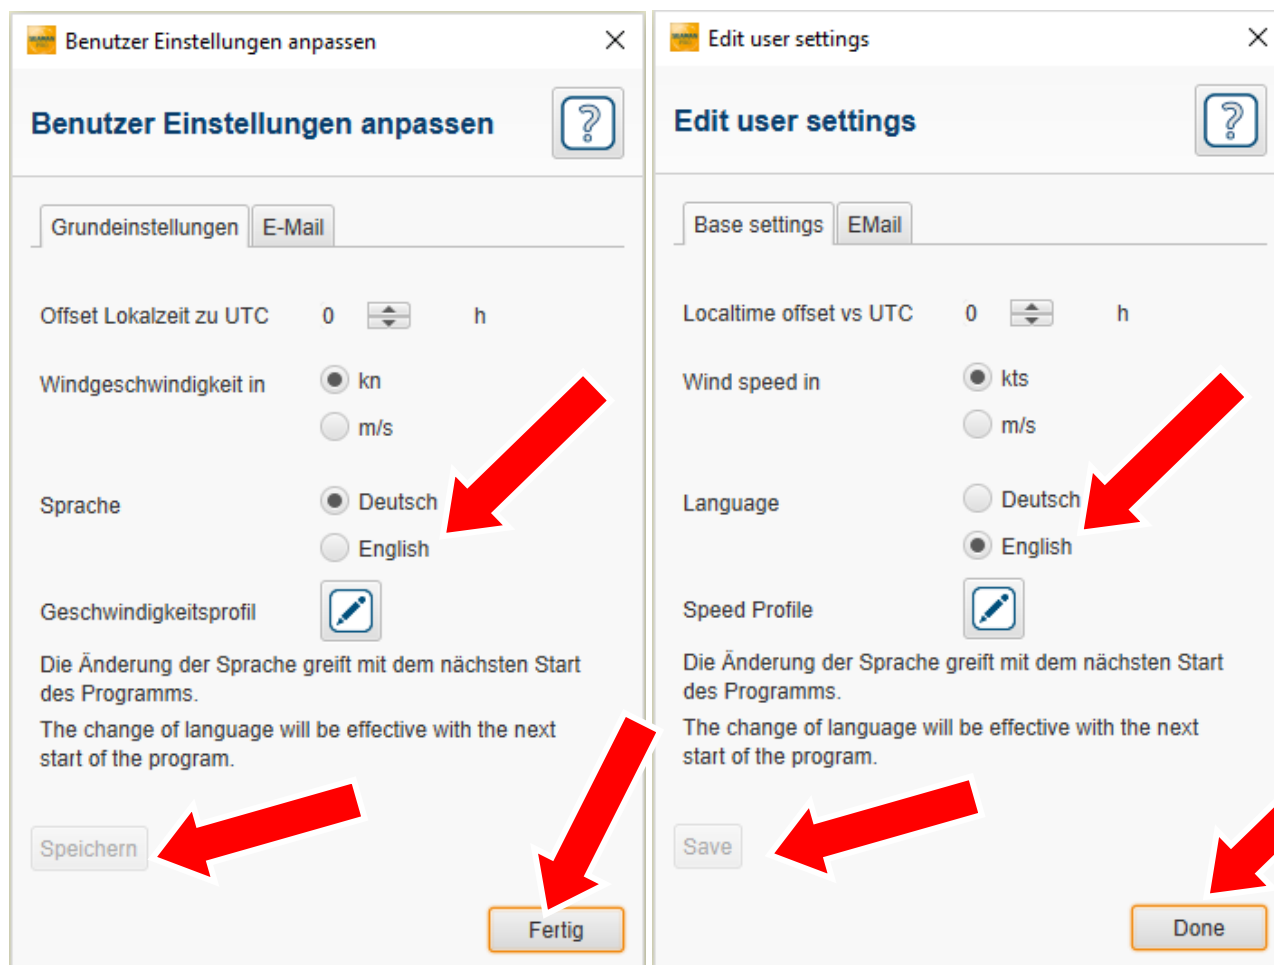 Benutzer Einstellungen anpassen
Benutzer Einstellungen anpassen
Grundeinstellungen E-Mail
Offset Lokalzeit zu UTC 0 h
Windgeschwindigkeit in kn
m/s
Sprache Deutsch
English
Geschwindigkeitsprofil
Die Änderung der Sprache greift mit dem nächsten Start
des Programms.
The change of language will be effective with the next
start of the program.
Speichern
Fertig
Edit user settings
Edit user settings
Base settings EMail
Localtime offset vs UTC 0 h
Wind speed in kts
m/s
Language Deutsch
English
Speed Profile
Die Änderung der Sprache greift mit dem nächsten Start
des Programms.
The change of language will be effective with the next
start of the program.
Save
Done